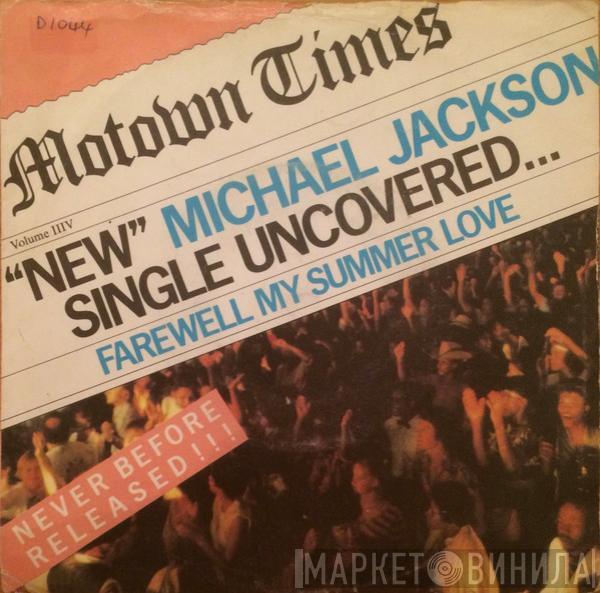 D1044
Motown Times
Volume IIIV
“NEW” MICHAEL JACKSON
SINGLE UNCOVERED...
FAREWELL MY SUMMER LOVE
NEVER BEFORE
RELEASED!!!
МАРКЕТ ВИНИЛА